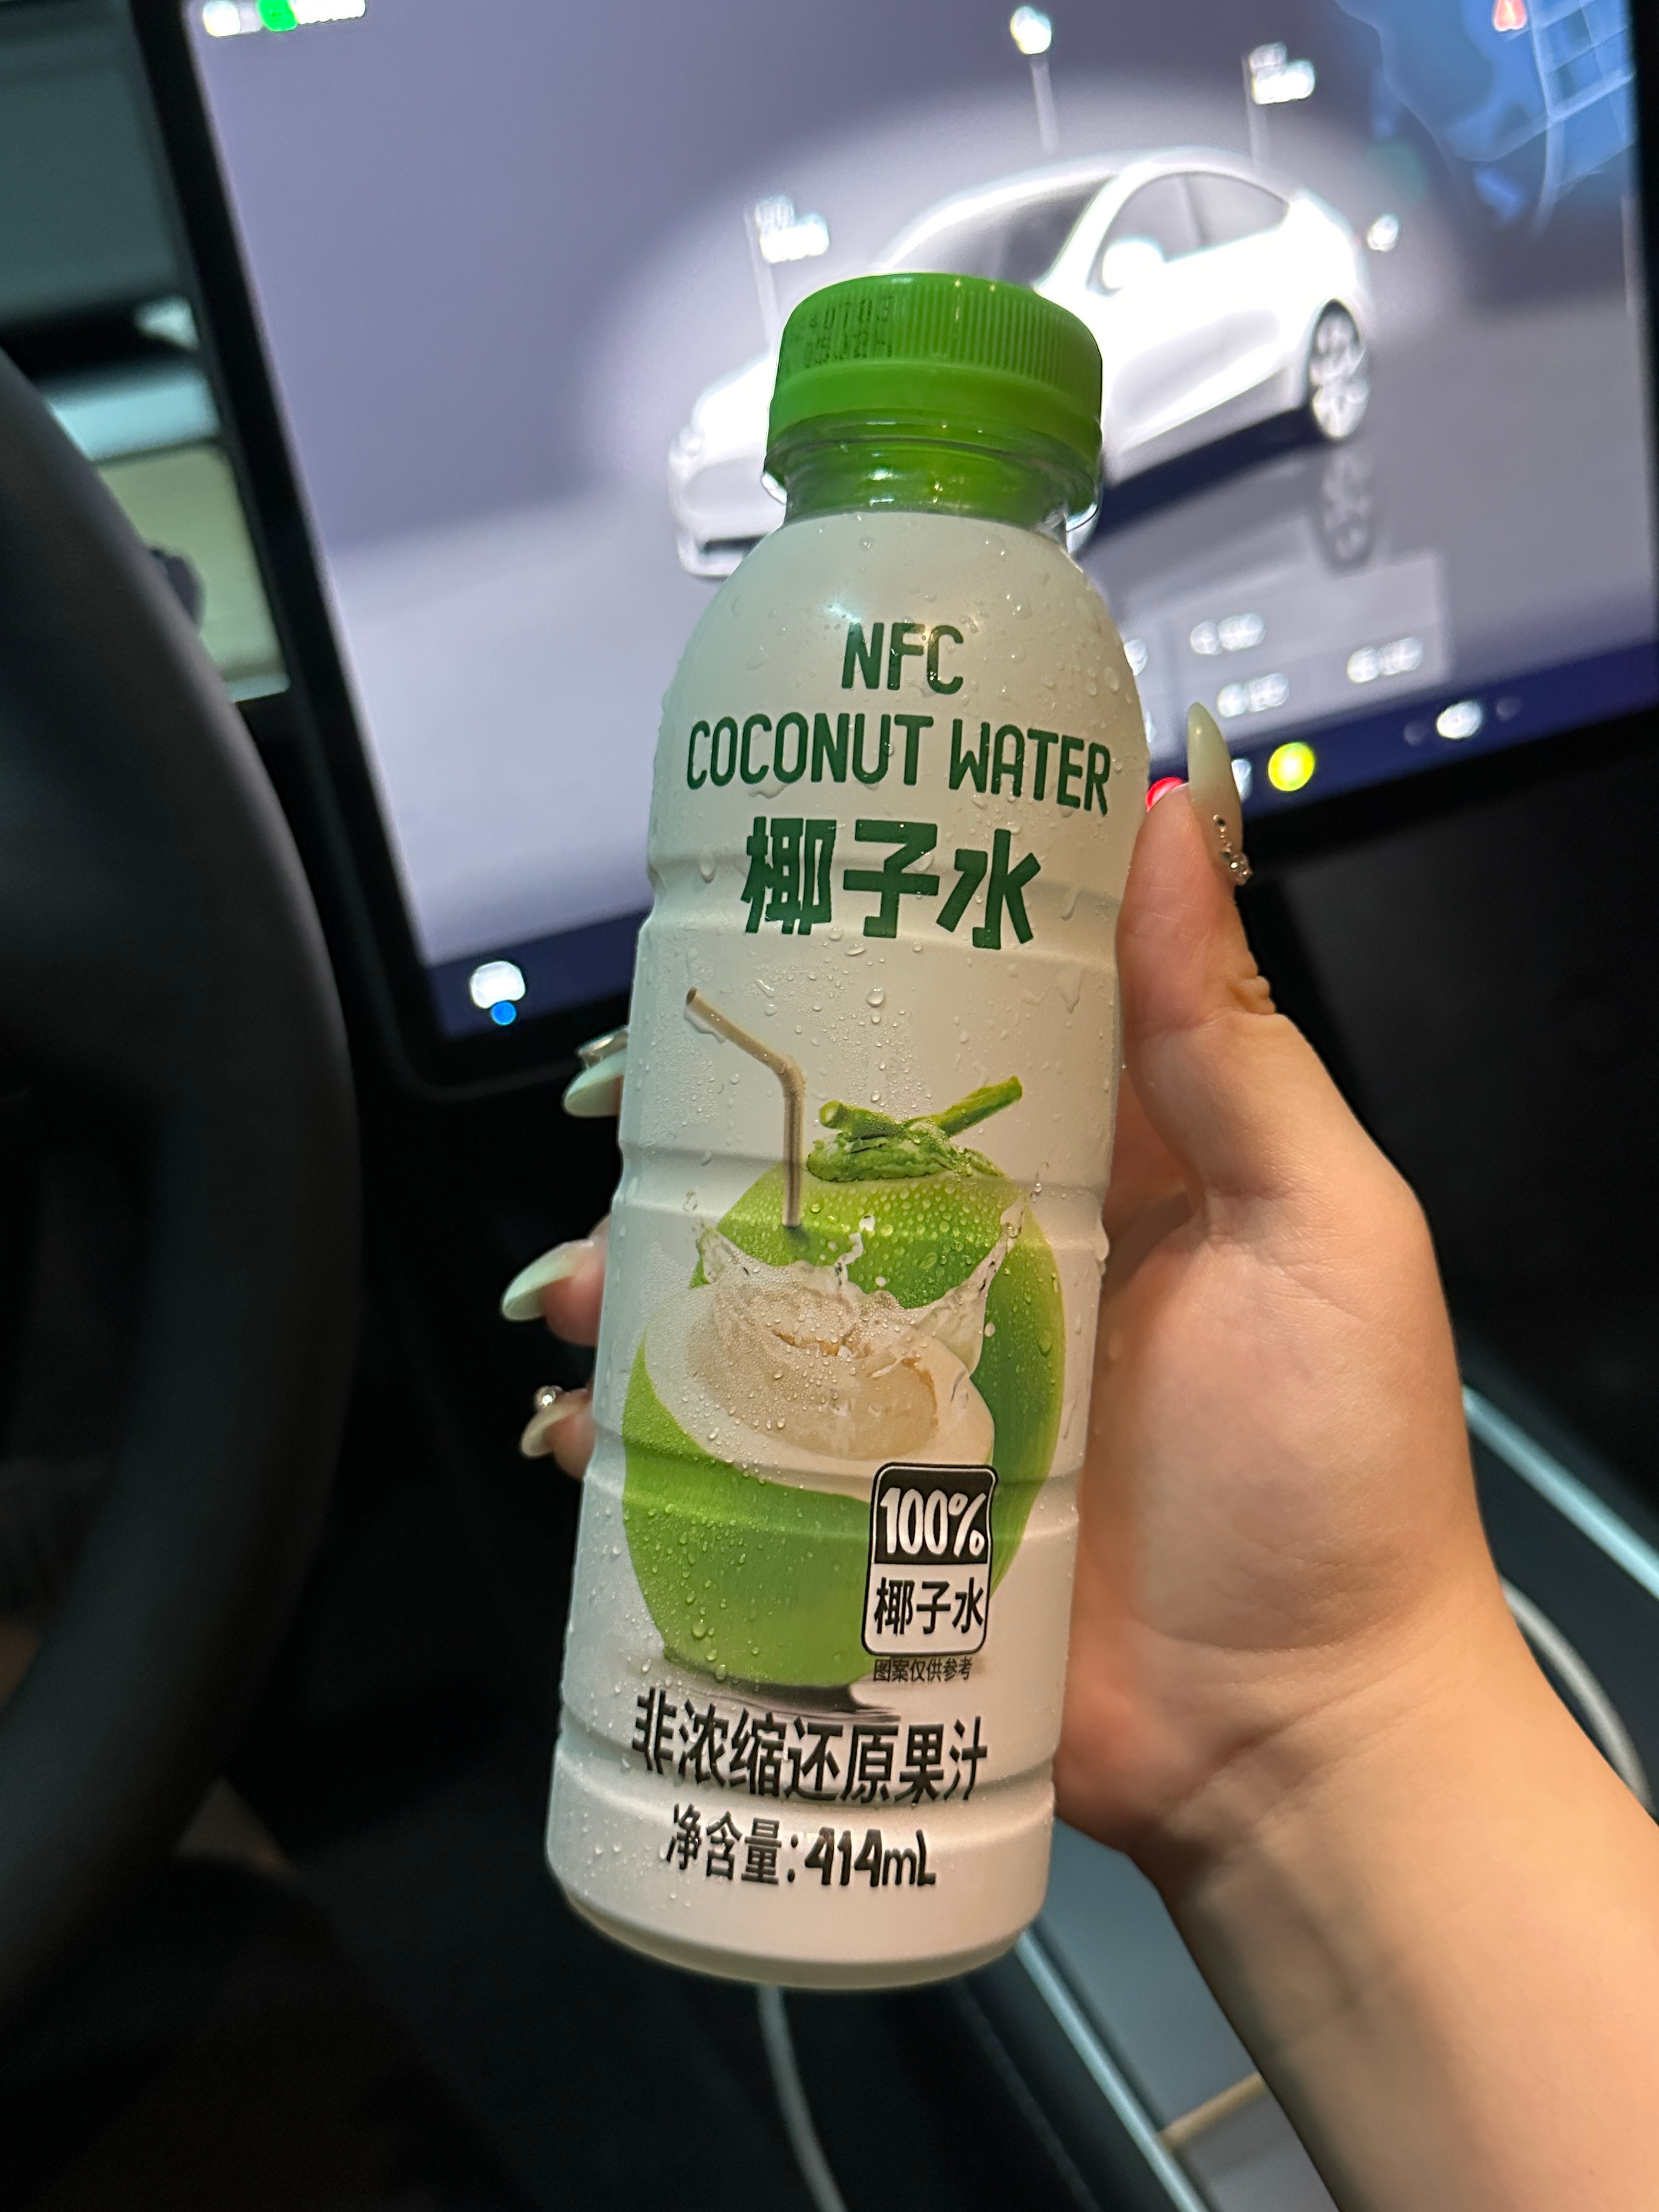 NFC
COCONUT WATER
椰子水
100%
椰子水
图案仅供参考
非浓缩还原果汁
净含量:414mL